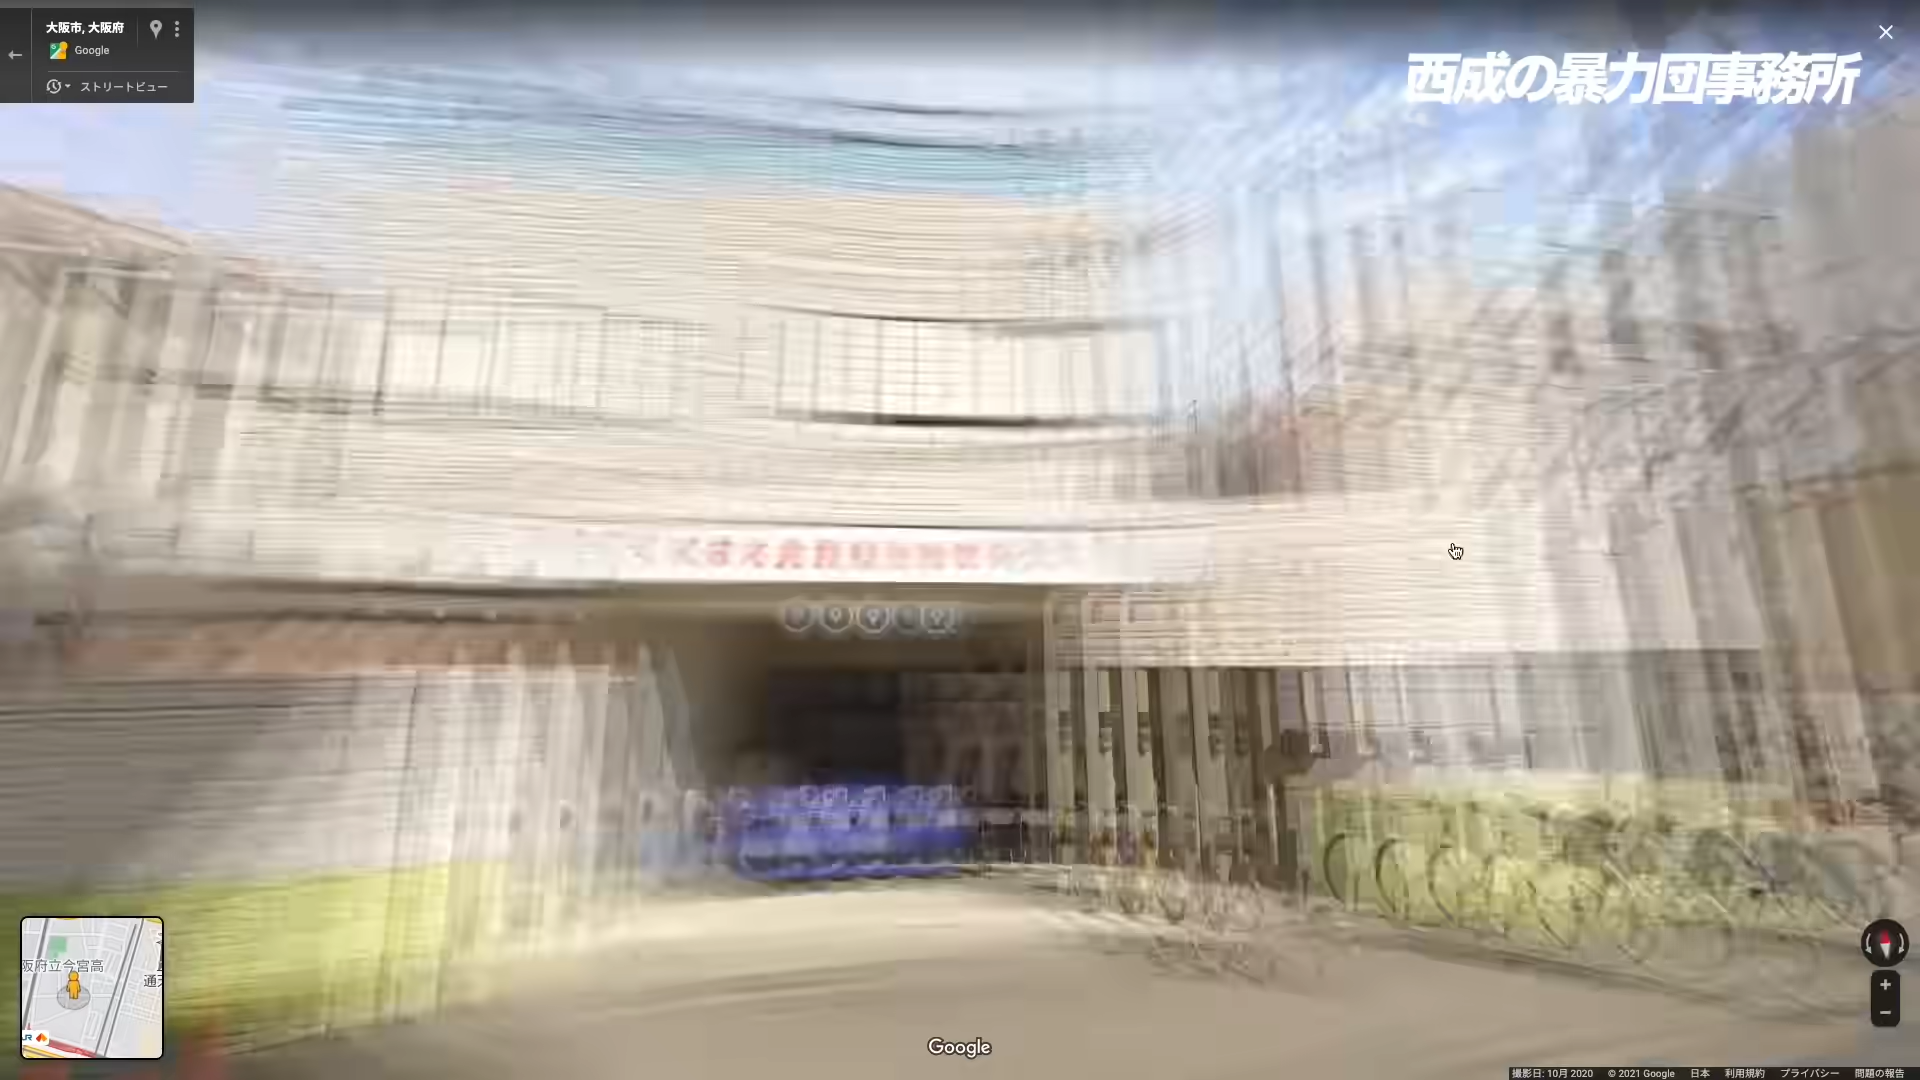 大阪市, 大阪府
Google
ストリートビュー
西成の暴力団事務所
阪府立今宮高
通天
JR
Google
撮影日: 10月 2020 © 2021 Google 日本 利用規約 プライバシー 問題の報告